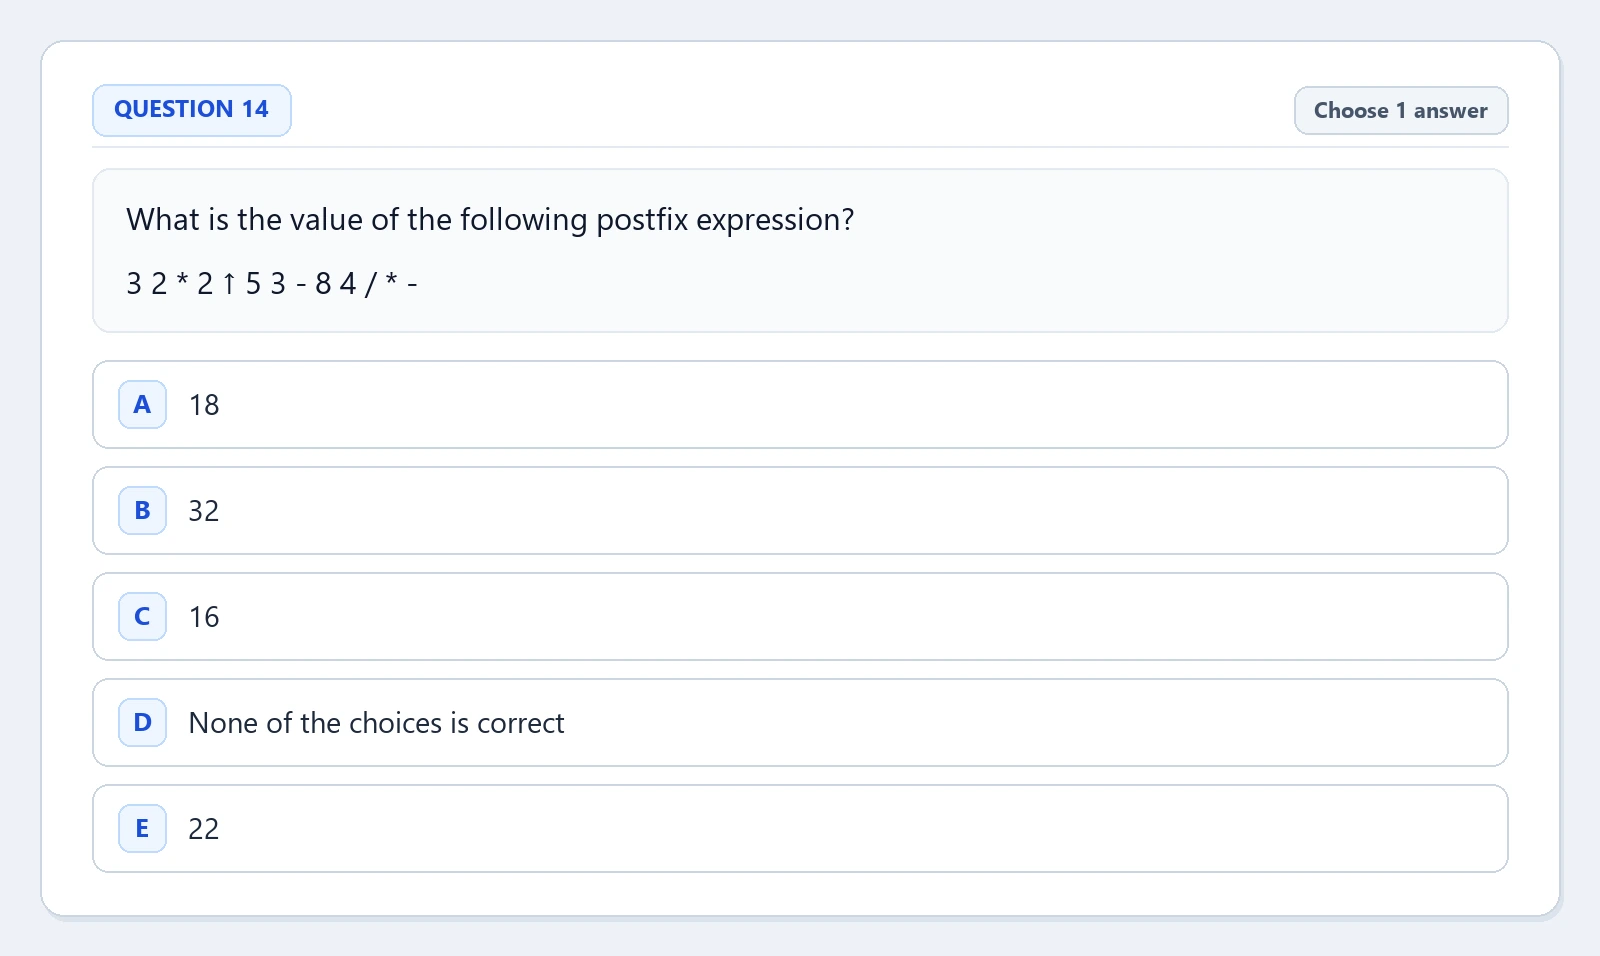 QUESTION 14
Choose 1 answer
What is the value of the following postfix expression?
3 2 * 2 ↑ 5 3 - 8 4 / * -
A 18
B 32
C 16
D None of the choices is correct
E 22